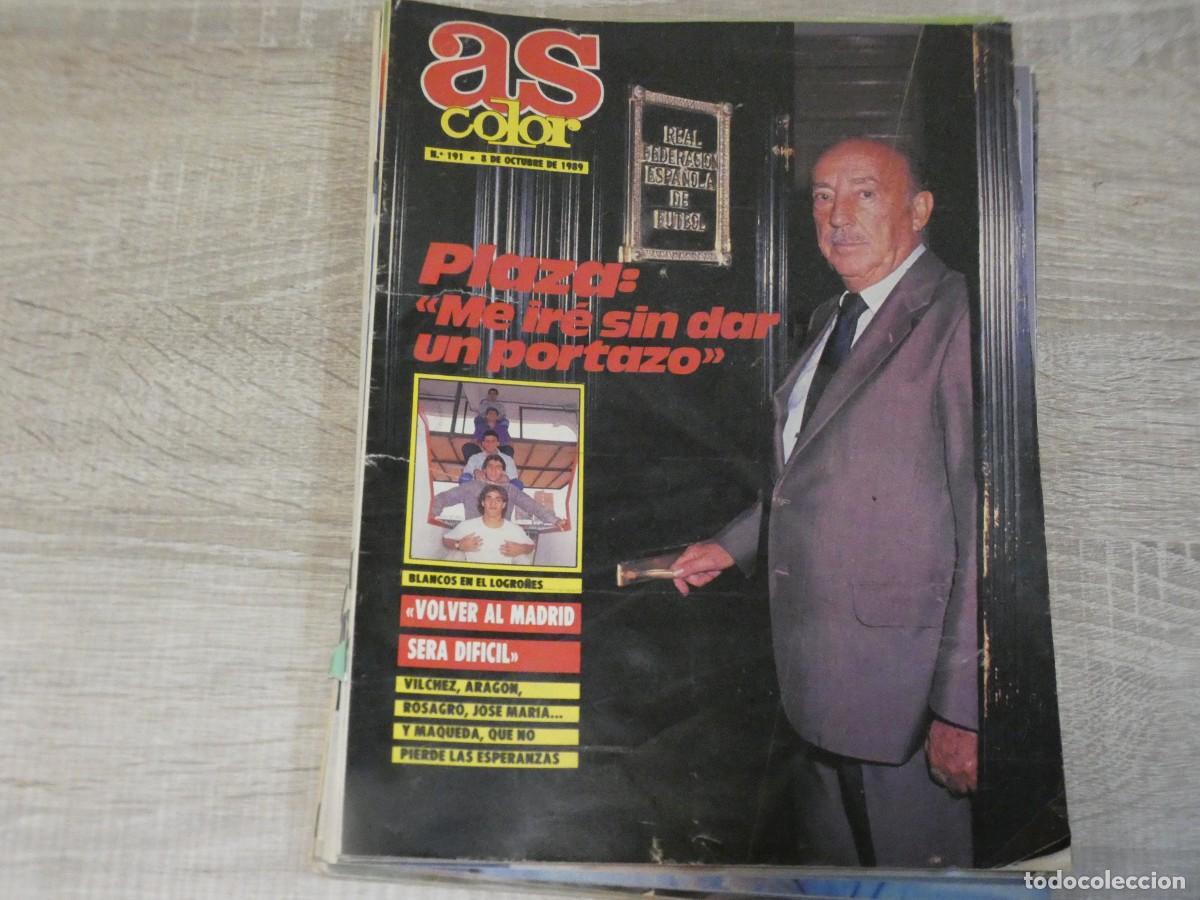 as
color
N.º 191 • 8 DE OCTUBRE DE 1989
REAL
FEDERACION
ESPAÑOLA
DE
FUTBOL
Plaza:
«Me iré sin dar
un portazo»
BLANCOS EN EL LOGROÑES
«VOLVER AL MADRID
SERA DIFICIL»
VILCHEZ, ARAGON,
ROSAGRO, JOSE MARIA...
Y MAQUEDA, QUE NO
PIERDE LAS ESPERANZAS
todocoleccion